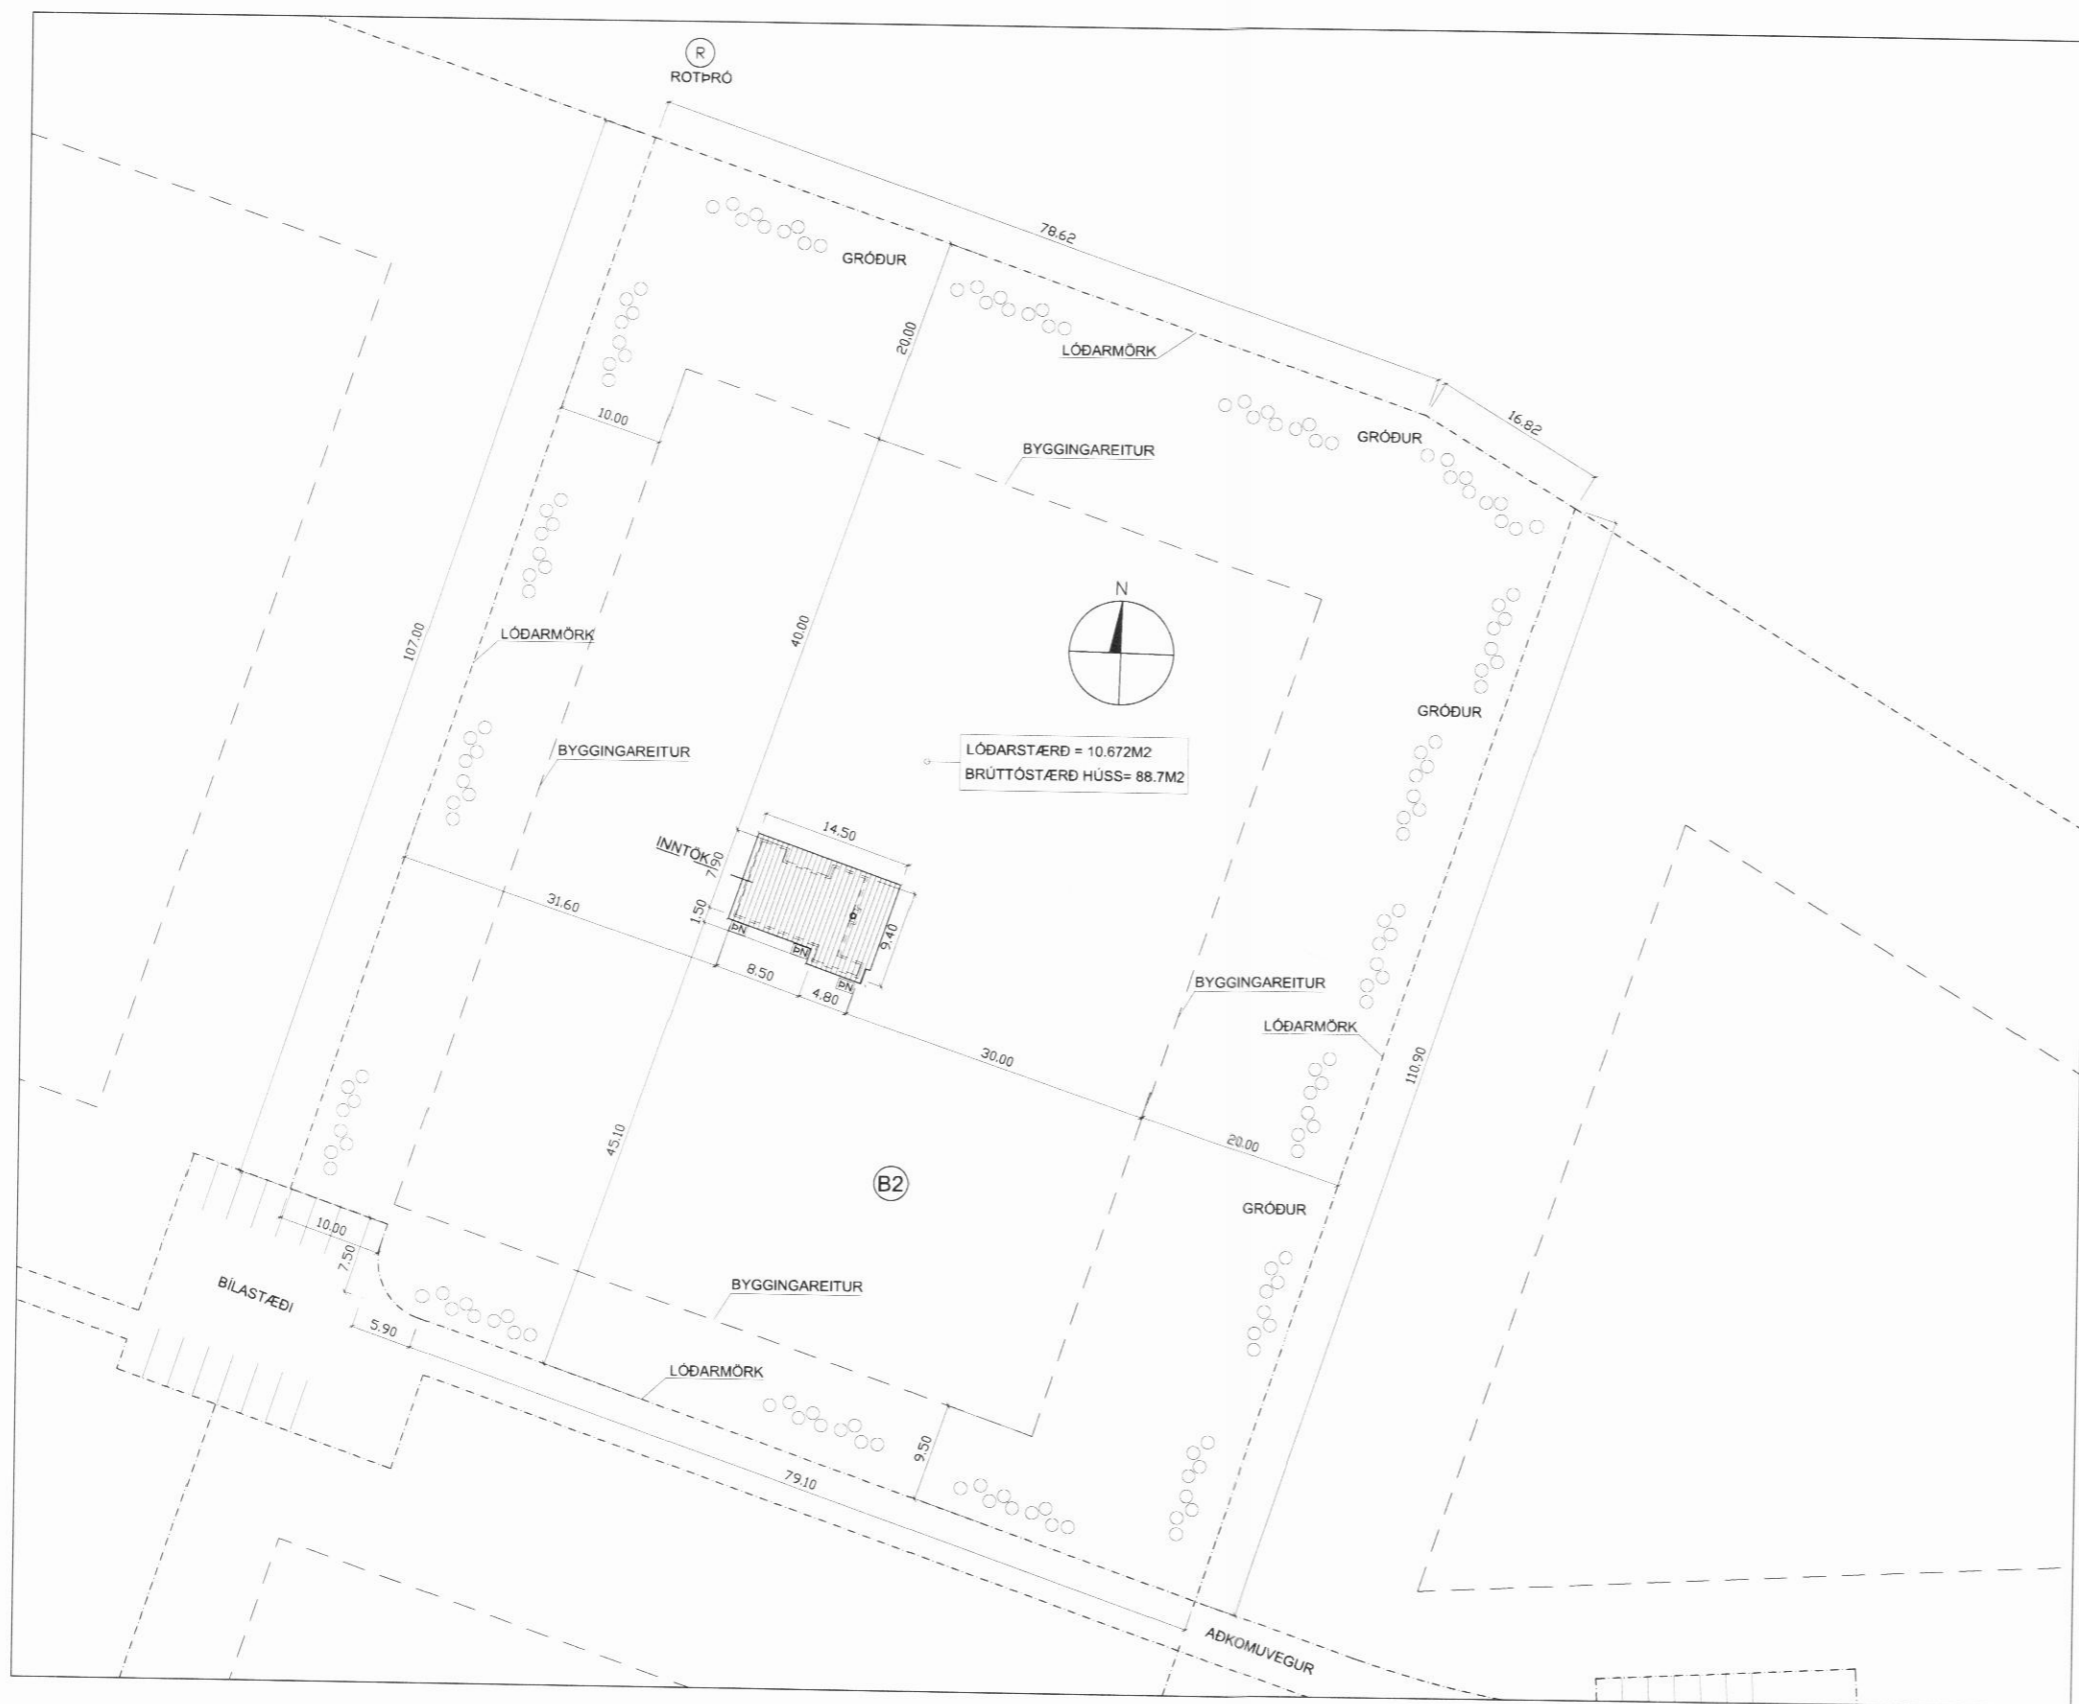 R
ROTÞRÓ
78.62
GRÓÐUR
20.00
LÓÐARMÖRK
10.00
16.82
GRÓÐUR
BYGGINGAREITUR
N
107.00
LÓÐARMÖRK
40.00
GRÓÐUR
BYGGINGAREITUR
LÓÐARSTÆRÐ = 10.672M2
BRÚTTÓSTÆRÐ HÚSS= 88.7M2
14.50
INNTÖK
7.90
31.60
1.50
ÞN
ÞN
9.40
8.50
ÞN
4.80
BYGGINGAREITUR
LÓÐARMÖRK
30.00
110.90
45.10
20.00
B2
GRÓÐUR
10.00
7.50
BÍLASTÆÐI
BYGGINGAREITUR
5.90
LÓÐARMÖRK
9.50
79.10
AÐKOMUVEGUR